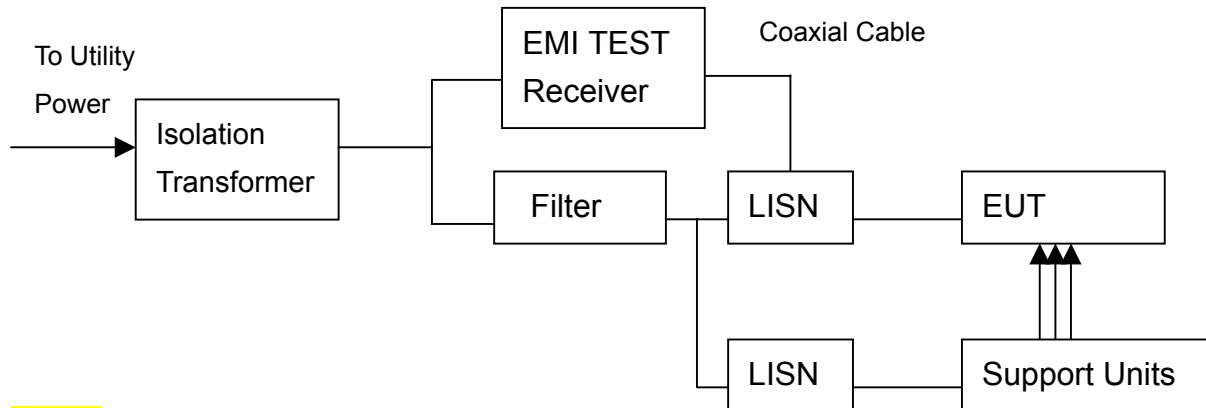 To Utility
Power
Isolation
Transformer
EMI TEST
Receiver
Coaxial Cable
Filter
LISN
EUT
LISN
Support Units